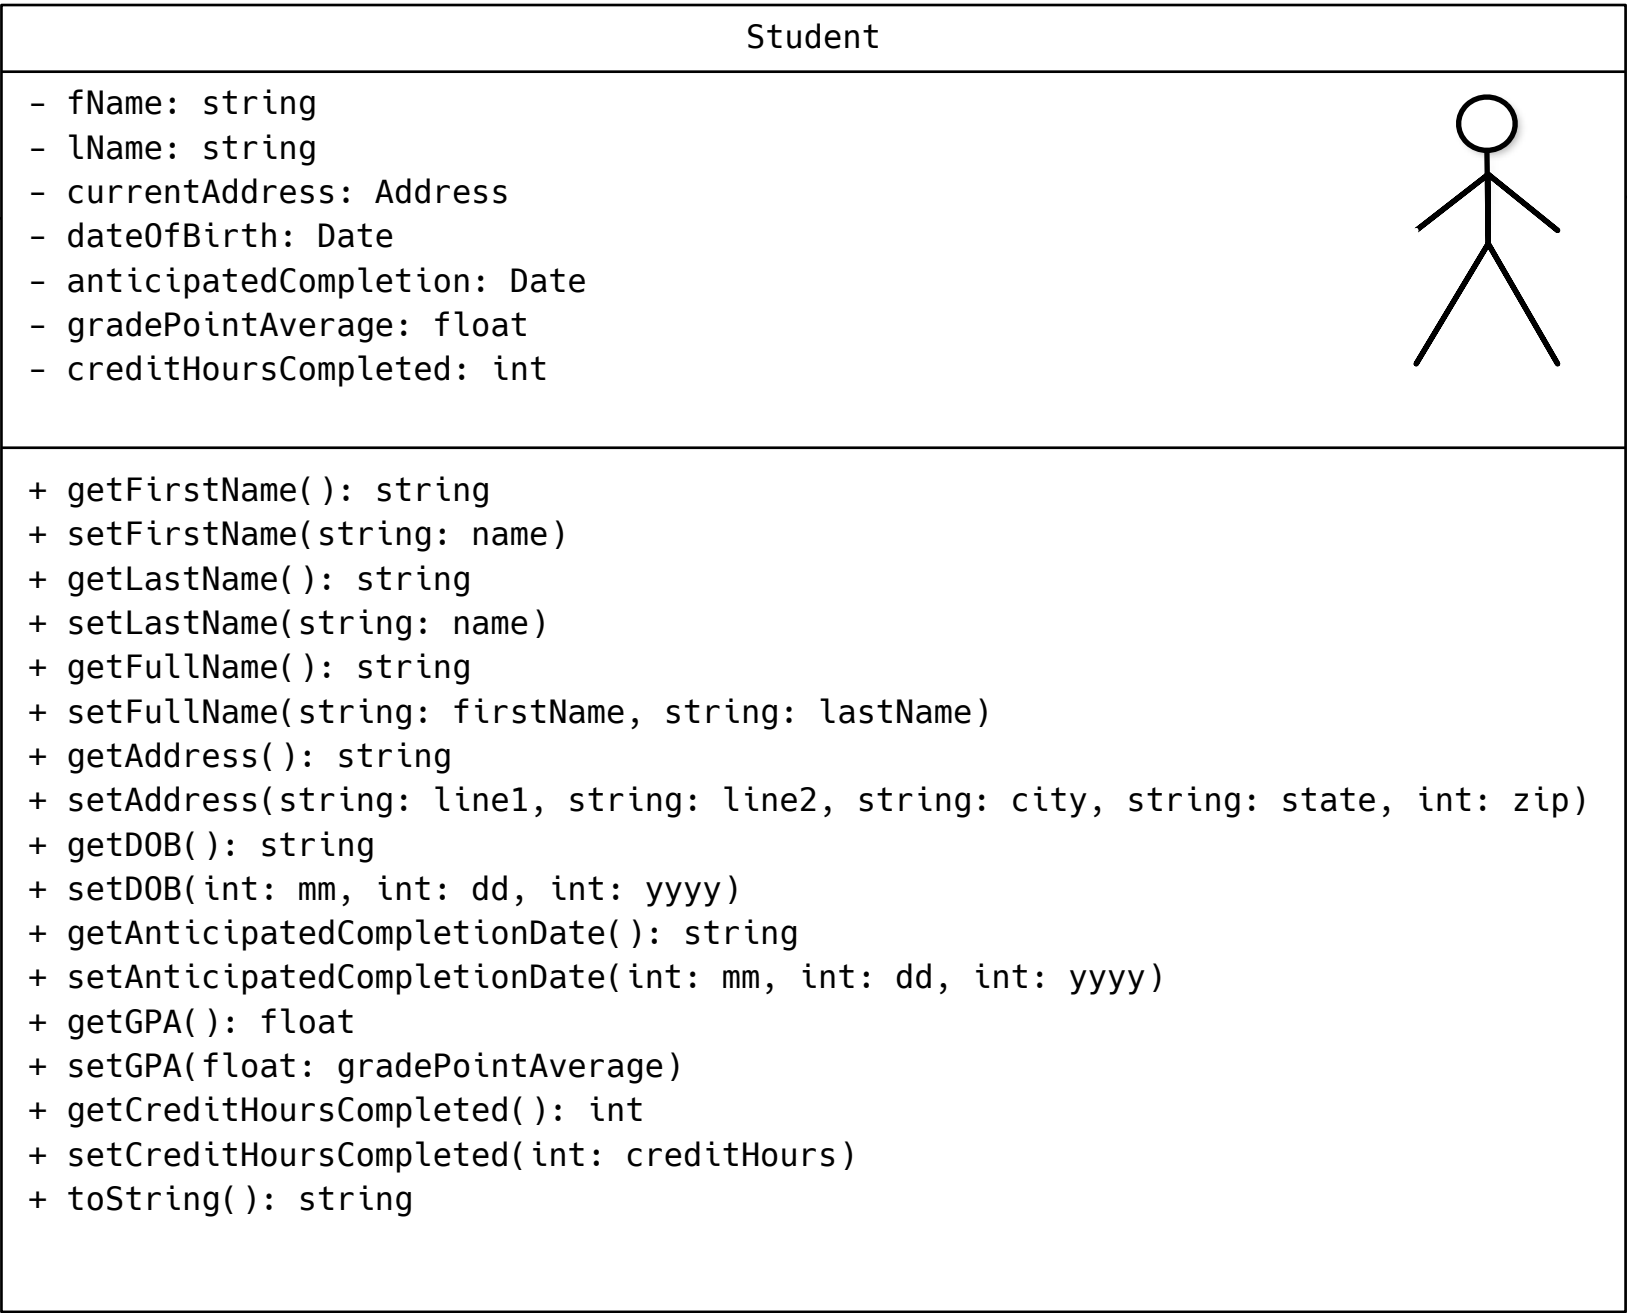 Student
- fName: string
- lName: string
- currentAddress: Address
- dateOfBirth: Date
- anticipatedCompletion: Date
- gradePointAverage: float
- creditHoursCompleted: int
+ getFirstName(): string
+ setFirstName(string: name)
+ getLastName(): string
+ setLastName(string: name)
+ getFullName(): string
+ setFullName(string: firstName, string: lastName)
+ getAddress(): string
+ setAddress(string: line1, string: line2, string: city, string: state, int: zip)
+ getDOB(): string
+ setDOB(int: mm, int: dd, int: yyyy)
+ getAnticipatedCompletionDate(): string
+ setAnticipatedCompletionDate(int: mm, int: dd, int: yyyy)
+ getGPA(): float
+ setGPA(float: gradePointAverage)
+ getCreditHoursCompleted(): int
+ setCreditHoursCompleted(int: creditHours)
+ toString(): string